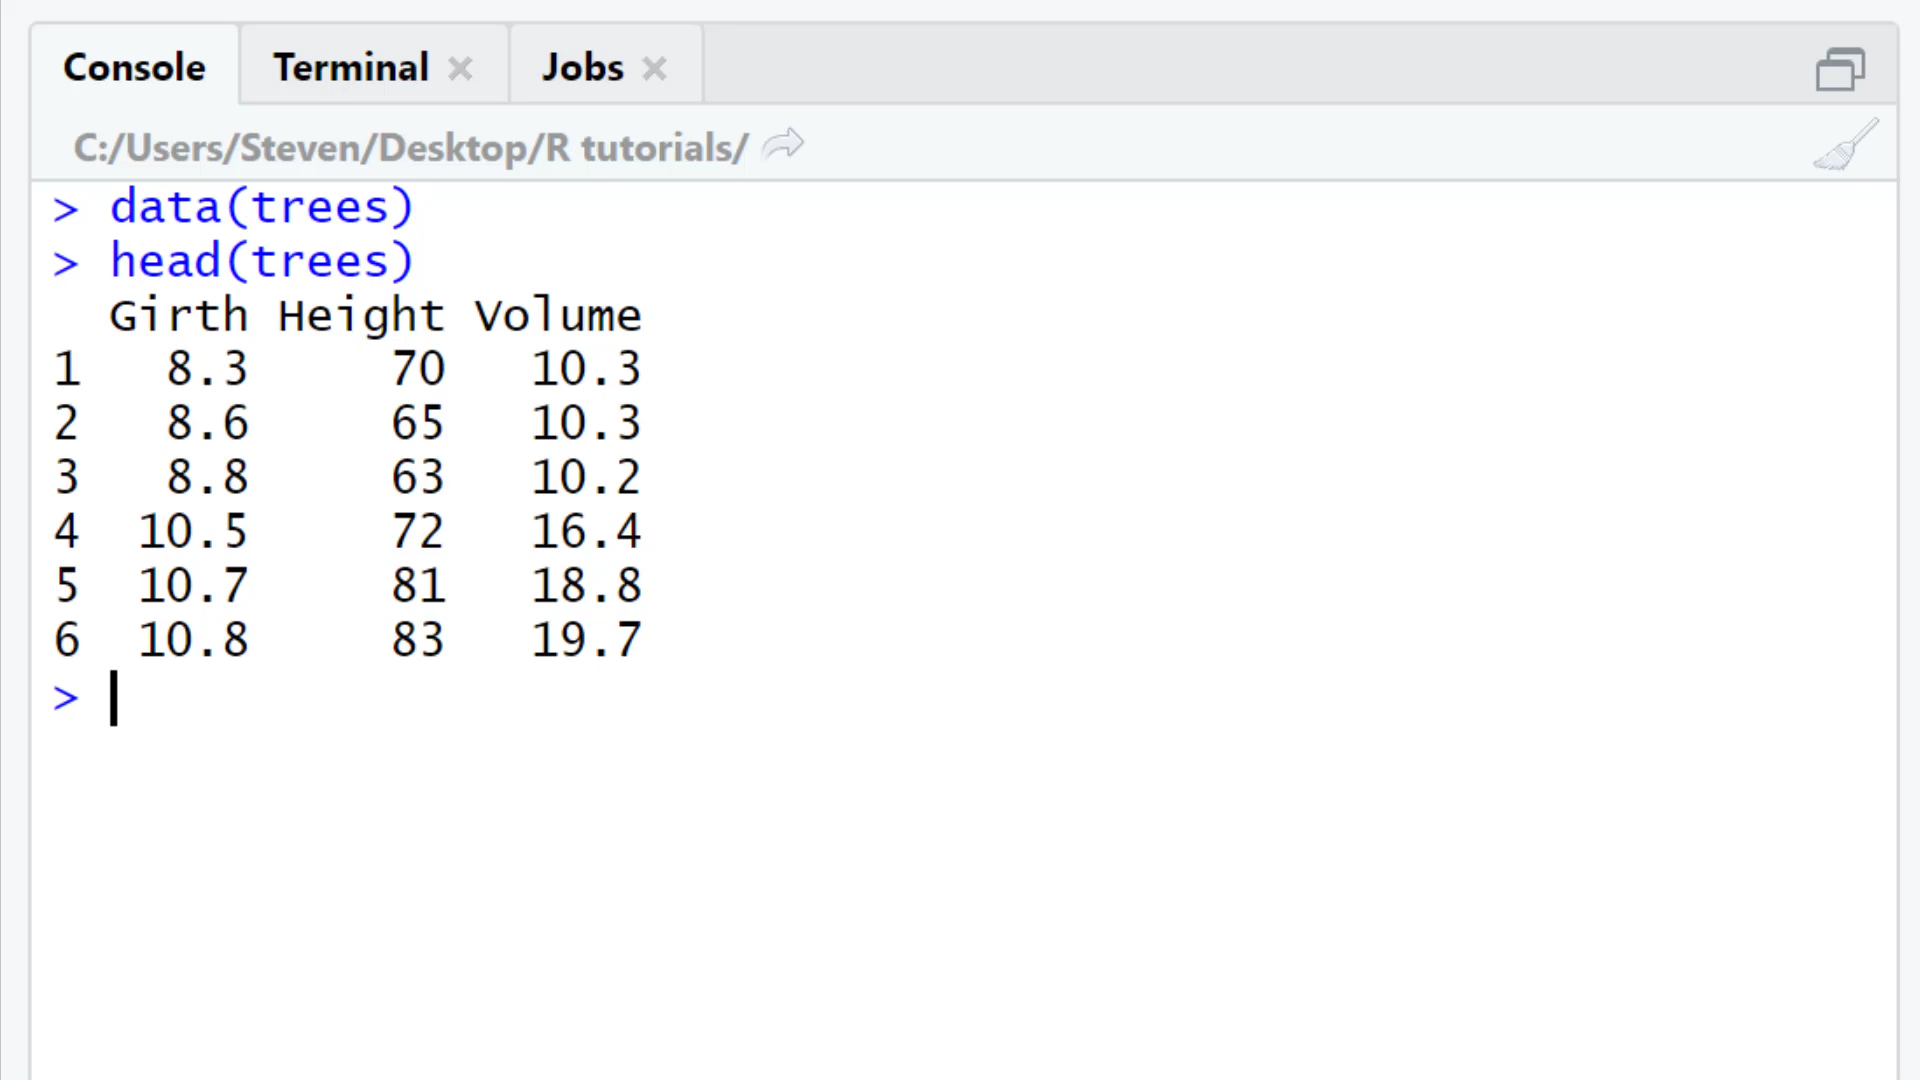 Console Terminal Jobs
C:/Users/Steven/Desktop/R tutorials/
> data(trees)
> head(trees)
  Girth Height Volume
1   8.3     70   10.3
2   8.6     65   10.3
3   8.8     63   10.2
4  10.5     72   16.4
5  10.7     81   18.8
6  10.8     83   19.7
>